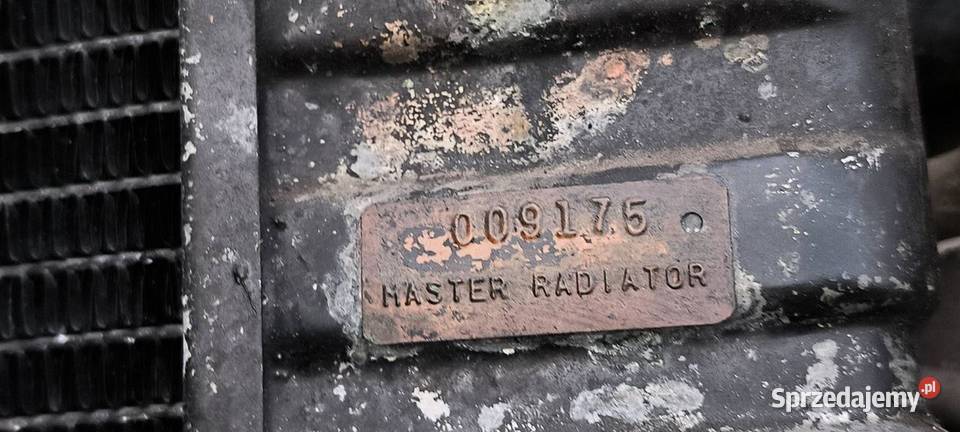 009175
MASTER RADIATOR
Sprzedajemy.pl